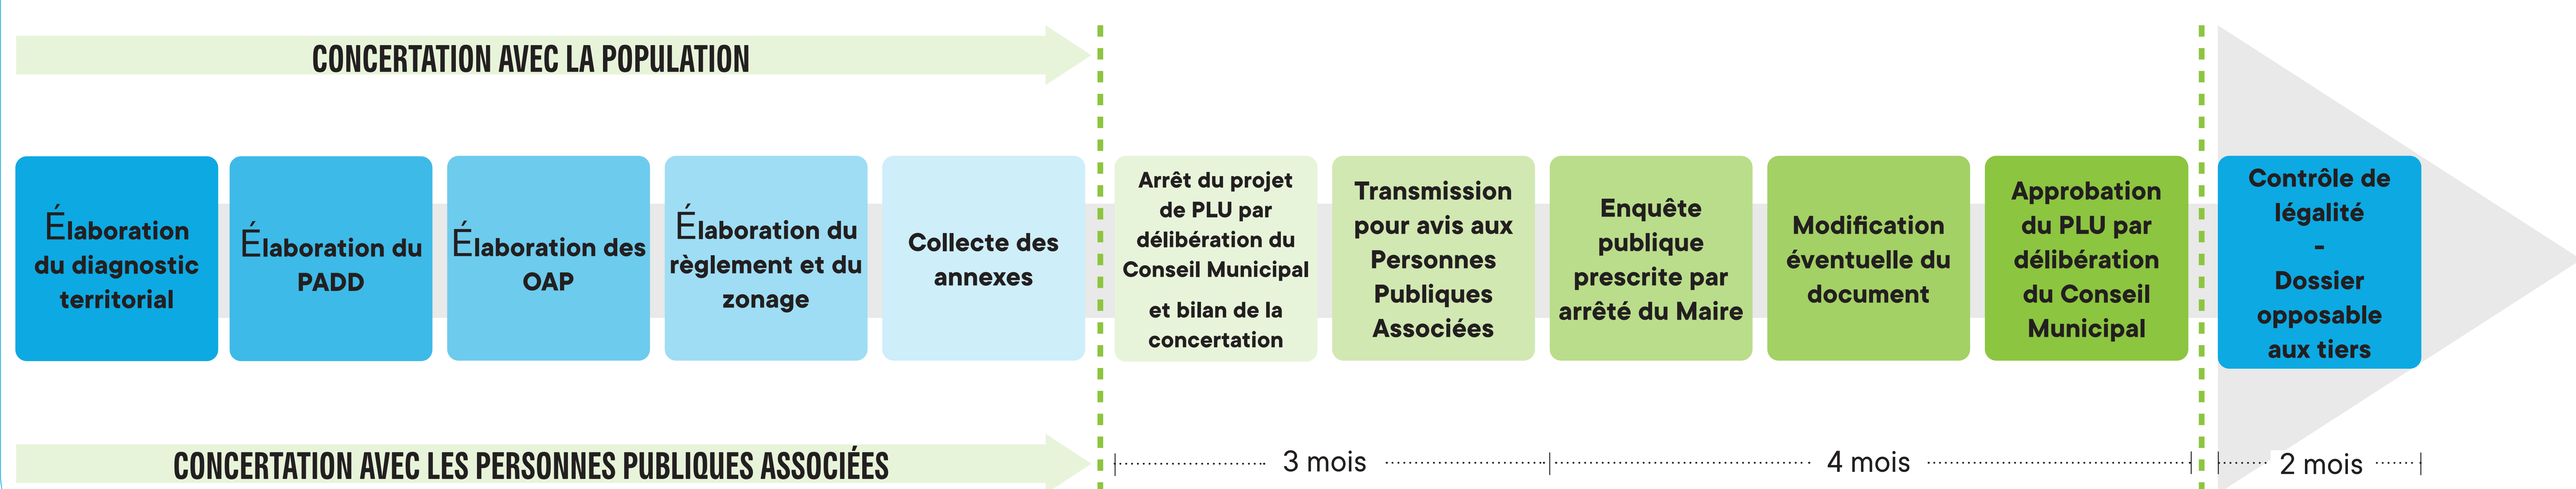 CONCERTATION AVEC LA POPULATION
Élaboration
du diagnostic
territorial
Élaboration du
PADD
Élaboration des
OAP
Élaboration du
règlement et du
zonage
Collecte des
annexes
Arrêt du projet
de PLU par
délibération du
Conseil Municipal
et bilan de la
concertation
Transmission
pour avis aux
Personnes
Publiques
Associées
Enquête
publique
prescrite par
arrêté du Maire
Modification
éventuelle du
document
Approbation
du PLU par
délibération
du Conseil
Municipal
Contrôle de
légalité
-
Dossier
opposable
aux tiers
CONCERTATION AVEC LES PERSONNES PUBLIQUES ASSOCIÉES
3 mois
4 mois
2 mois